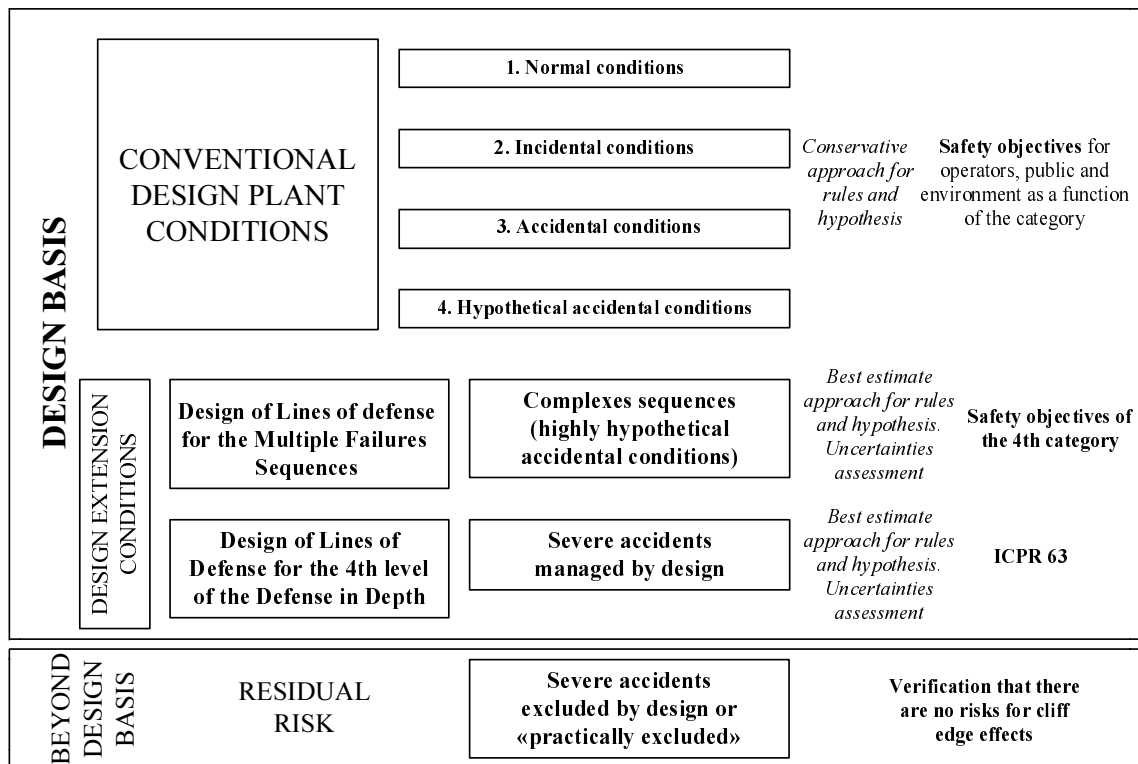 DESIGN BASIS
CONVENTIONAL
DESIGN PLANT
CONDITIONS
1. Normal conditions
2. Incidental conditions
3. Accidental conditions
4. Hypothetical accidental conditions
Conservative
approach for
rules and
hypothesis
Safety objectives for
operators, public and
environment as a function
of the category
DESIGN EXTENSION
CONDITIONS
Design of Lines of defense
for the Multiple Failures
Sequences
Complexes sequences
(highly hypothetical
accidental conditions)
Best estimate
approach for rules
and hypothesis.
Uncertainties
assessment
Safety objectives of
the 4th category
Design of Lines of
Defense for the 4th level
of the Defense in Depth
Severe accidents
managed by design
Best estimate
approach for rules
and hypothesis.
Uncertainties
assessment
ICPR 63
BEYOND
DESIGN
BASIS
RESIDUAL
RISK
Severe accidents
excluded by design or
«practically excluded»
Verification that there
are no risks for cliff
edge effects